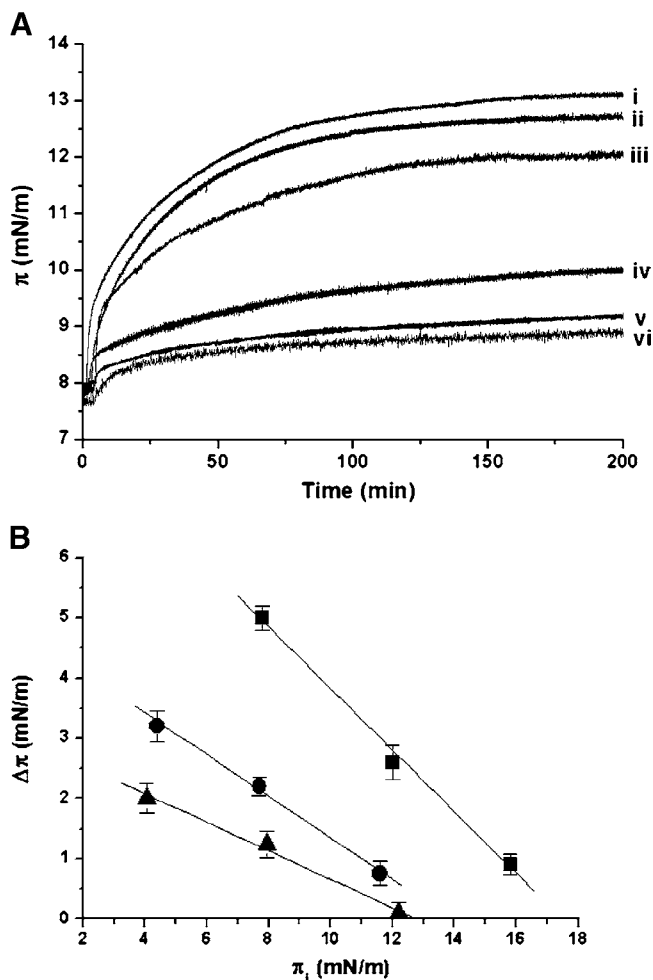 A
π (mN/m)
14
13
12
11
10
9
8
7
i
ii
iii
iv
v
vi
0 50 100 150 200
Time (min)
B
Δπ (mN/m)
6
5
4
3
2
1
0
2 4 6 8 10 12 14 16 18
πi (mN/m)